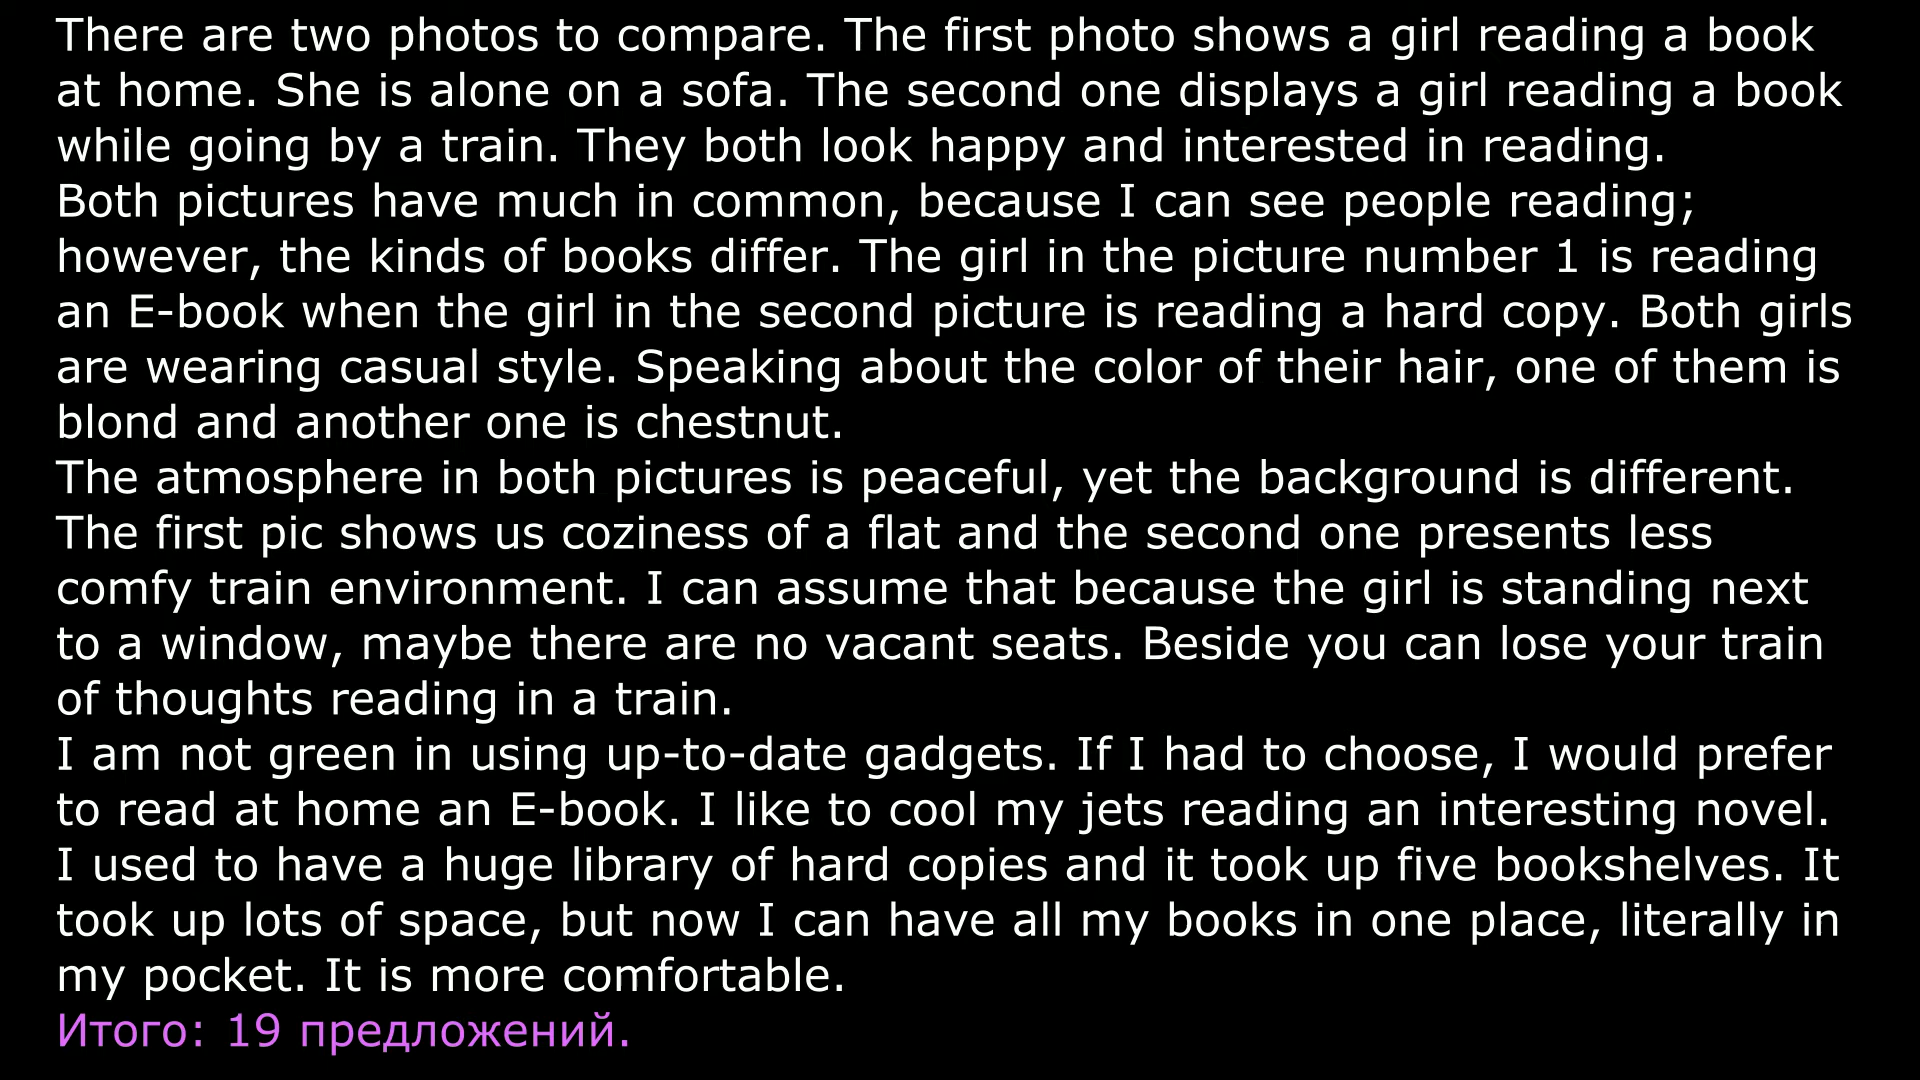 There are two photos to compare. The first photo shows a girl reading a book
at home. She is alone on a sofa. The second one displays a girl reading a book
while going by a train. They both look happy and interested in reading.
Both pictures have much in common, because I can see people reading;
however, the kinds of books differ. The girl in the picture number 1 is reading
an E-book when the girl in the second picture is reading a hard copy. Both girls
are wearing casual style. Speaking about the color of their hair, one of them is
blond and another one is chestnut.
The atmosphere in both pictures is peaceful, yet the background is different.
The first pic shows us coziness of a flat and the second one presents less
comfy train environment. I can assume that because the girl is standing next
to a window, maybe there are no vacant seats. Beside you can lose your train
of thoughts reading in a train.
I am not green in using up-to-date gadgets. If I had to choose, I would prefer
to read at home an E-book. I like to cool my jets reading an interesting novel.
I used to have a huge library of hard copies and it took up five bookshelves. It
took up lots of space, but now I can have all my books in one place, literally in
my pocket. It is more comfortable.
Итого: 19 предложений.